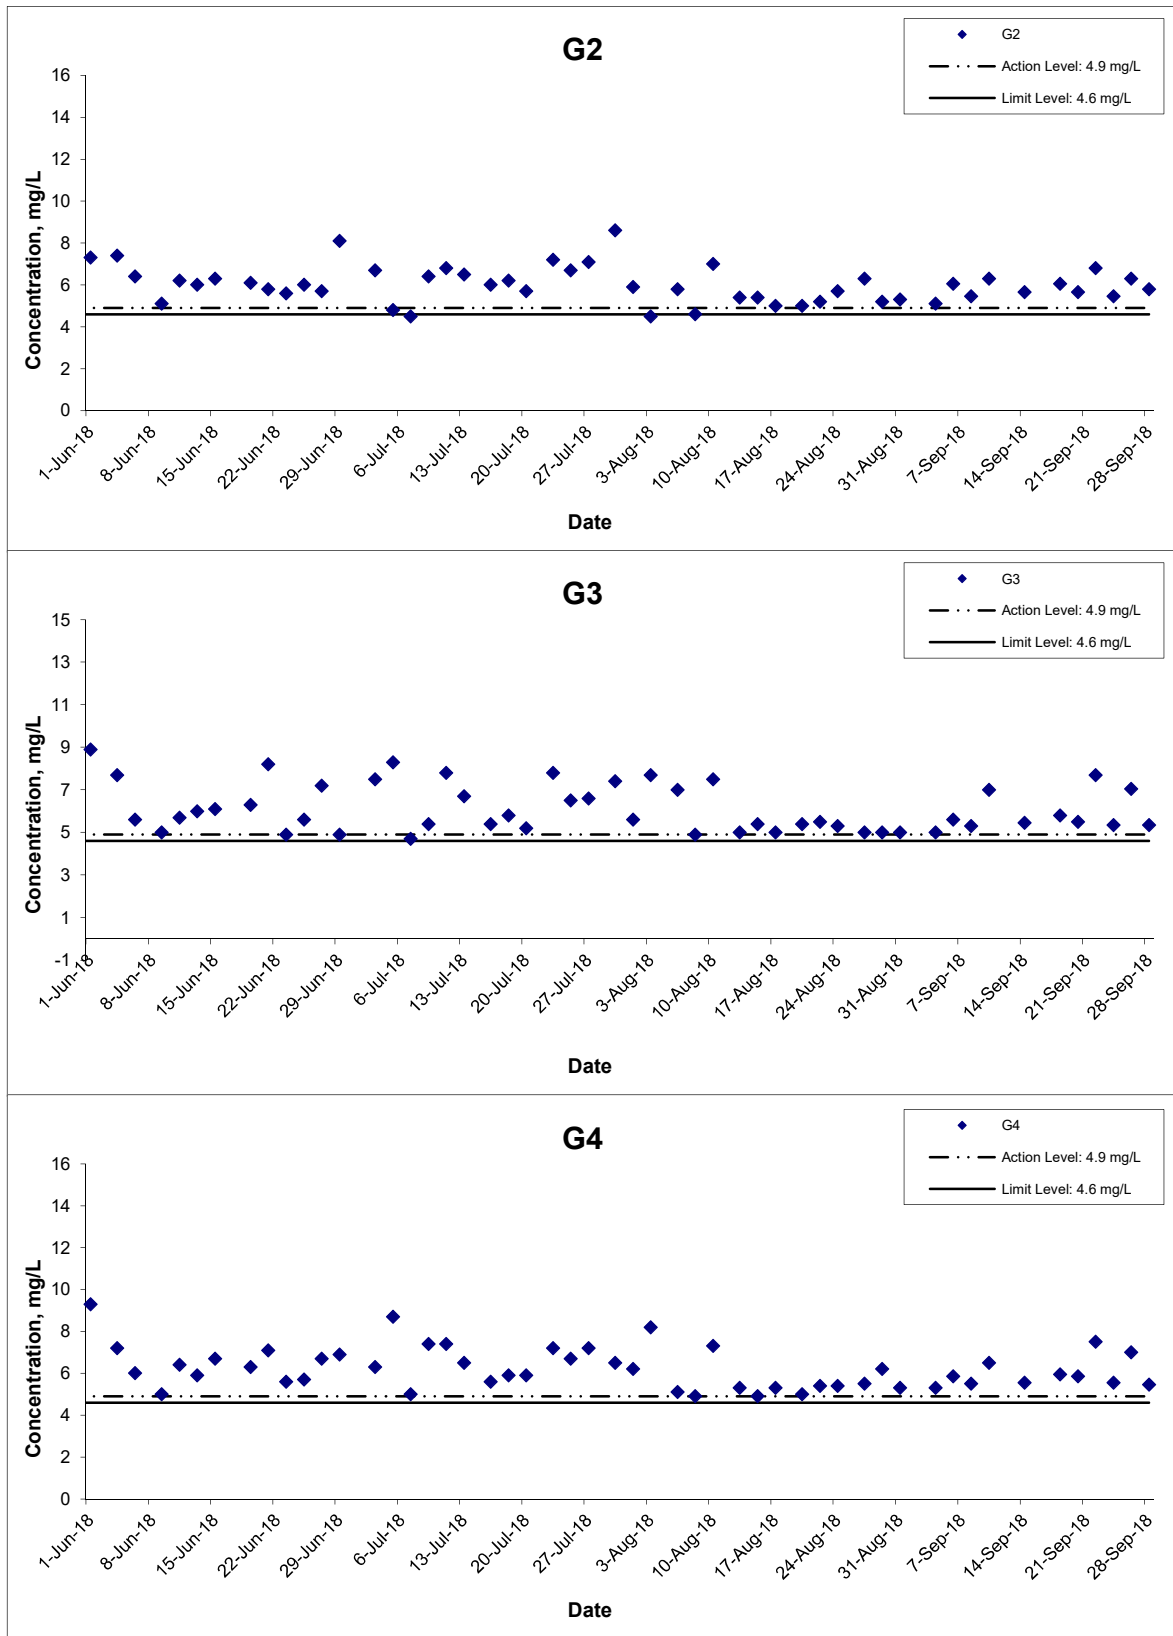 G2
G2
Action Level: 4.9 mg/L
Limit Level: 4.6 mg/L
Concentration, mg/L
16
14
12
10
8
6
4
2
0
1-Jun-18
8-Jun-18
15-Jun-18
22-Jun-18
29-Jun-18
6-Jul-18
13-Jul-18
20-Jul-18
27-Jul-18
3-Aug-18
10-Aug-18
17-Aug-18
24-Aug-18
31-Aug-18
7-Sep-18
14-Sep-18
21-Sep-18
28-Sep-18
Date
G3
G3
Action Level: 4.9 mg/L
Limit Level: 4.6 mg/L
Concentration, mg/L
15
13
11
9
7
5
3
1
-1
1-Jun-18
8-Jun-18
15-Jun-18
22-Jun-18
29-Jun-18
6-Jul-18
13-Jul-18
20-Jul-18
27-Jul-18
3-Aug-18
10-Aug-18
17-Aug-18
24-Aug-18
31-Aug-18
7-Sep-18
14-Sep-18
21-Sep-18
28-Sep-18
Date
G4
G4
Action Level: 4.9 mg/L
Limit Level: 4.6 mg/L
Concentration, mg/L
16
14
12
10
8
6
4
2
0
1-Jun-18
8-Jun-18
15-Jun-18
22-Jun-18
29-Jun-18
6-Jul-18
13-Jul-18
20-Jul-18
27-Jul-18
3-Aug-18
10-Aug-18
17-Aug-18
24-Aug-18
31-Aug-18
7-Sep-18
14-Sep-18
21-Sep-18
28-Sep-18
Date